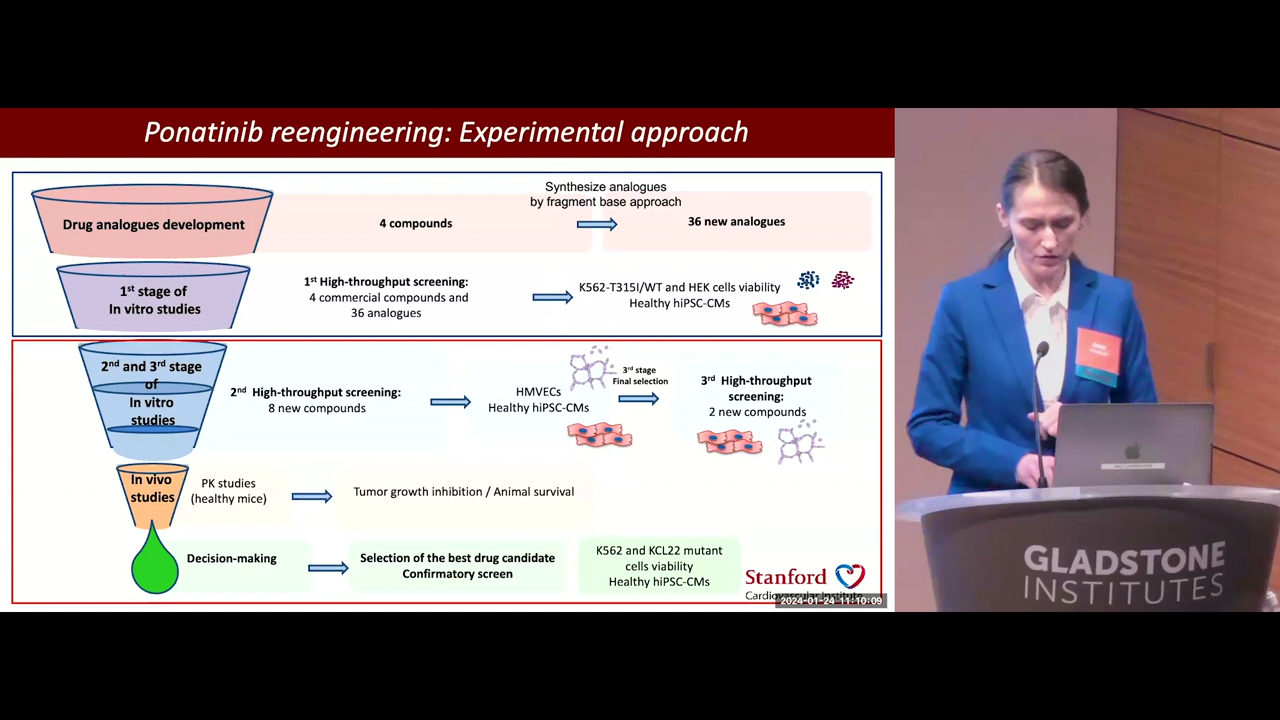 Ponatinib reengineering: Experimental approach
Synthesize analogues
by fragment base approach
Drug analogues development
4 compounds
36 new analogues
1st stage of
In vitro studies
1st High-throughput screening:
4 commercial compounds and
36 analogues
K562-T315I/WT and HEK cells viability
Healthy hiPSC-CMs
2nd and 3rd stage
of
In vitro
studies
2nd High-throughput screening:
8 new compounds
HMVECs
Healthy hiPSC-CMs
3rd stage
Final selection
3rd High-throughput
screening:
2 new compounds
In vivo
studies
PK studies
(healthy mice)
Tumor growth inhibition / Animal survival
Decision-making
Selection of the best drug candidate
Confirmatory screen
K562 and KCL22 mutant
cells viability
Healthy hiPSC-CMs
Stanford
Cardiovascular Institute
2024-01-24 11:10:09
GLADSTONE
INSTITUTES